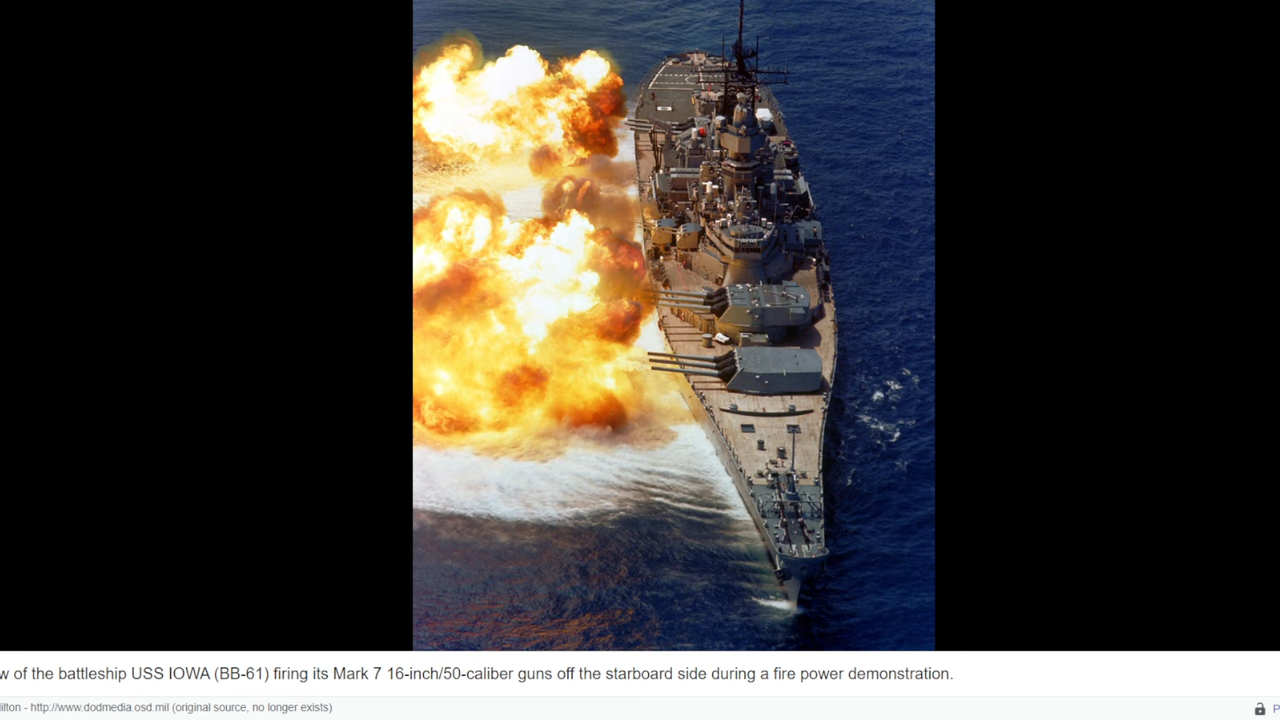 w of the battleship USS IOWA (BB-61) firing its Mark 7 16-inch/50-caliber guns off the starboard side during a fire power demonstration.
ilton - http://www.dodmedia.osd.mil (original source, no longer exists)
P